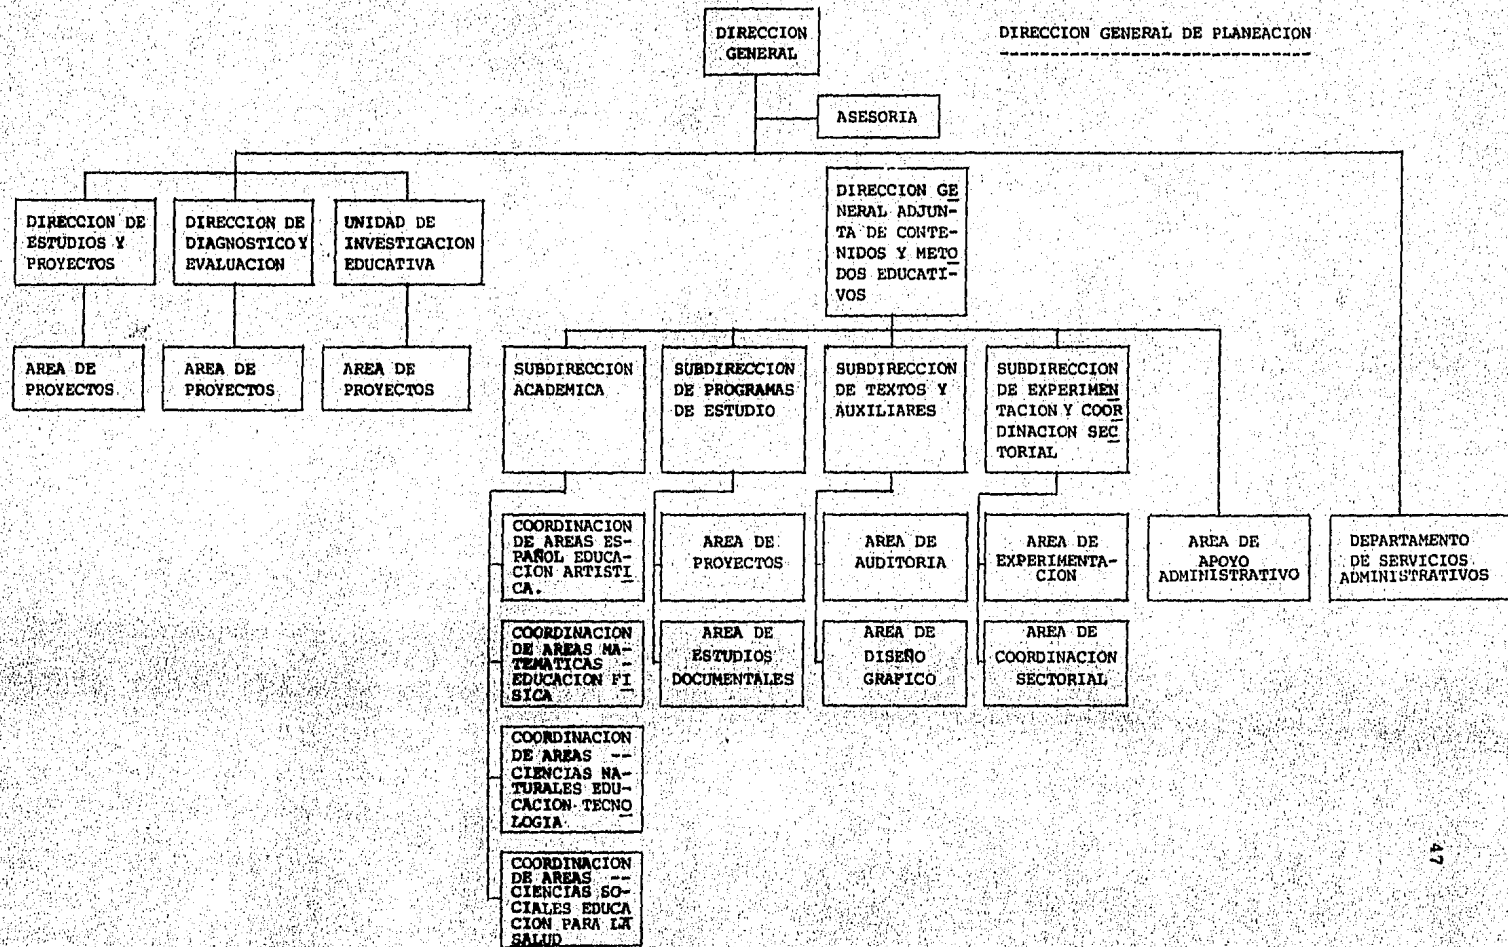 DIRECCION
GENERAL
DIRECCION GENERAL DE PLANEACION
ASESORIA
DIRECCION DE
ESTUDIOS Y
PROYECTOS
DIRECCION DE
DIAGNOSTICO Y
EVALUACION
UNIDAD DE
INVESTIGACION
EDUCATIVA
DIRECCION GE
NERAL ADJUN-
TA DE CONTE-
NIDOS Y METO
DOS EDUCATI-
VOS
AREA DE
PROYECTOS.
AREA DE
PROYECTOS
AREA DE
PROYECTOS
SUBDIRECCION
ACADEMICA
SUBDIRECCION
DE PROGRAMAS
DE ESTUDIO
SUBDIRECCION
DE TEXTOS Y
AUXILIARES
SUBDIRECCION
DE EXPERIMEN
TACION Y COOR
DINACION SEC
TORIAL
COORDINACION
DE AREAS ES-
PAÑOL EDUCA-
CION ARTISTI
CA.
AREA DE
PROYECTOS
AREA DE
AUDITORIA
AREA DE
EXPERIMENTA-
CION
AREA DE
APOYO
ADMINISTRATIVO
DEPARTAMENTO
DE SERVICIOS
ADMINISTRATIVOS
COORDINACION
DE AREAS MA-
TEMATICAS -
EDUCACION FI
SICA
AREA DE
ESTUDIOS
DOCUMENTALES
AREA DE
DISEÑO
GRAFICO
AREA DE
COORDINACION
SECTORIAL
COORDINACION
DE AREAS --
CIENCIAS NA-
TURALES EDU-
CACION TECNO
LOGIA
COORDINACION
DE AREAS --
CIENCIAS SO-
CIALES EDUCA
CION PARA LA
SALUD
47